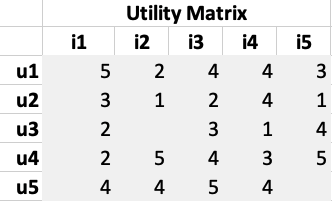 Utility Matrix
i1 i2 i3 i4 i5
u1 5 2 4 4 3
u2 3 1 2 4 1
u3 2 3 1 4
u4 2 5 4 3 5
u5 4 4 5 4